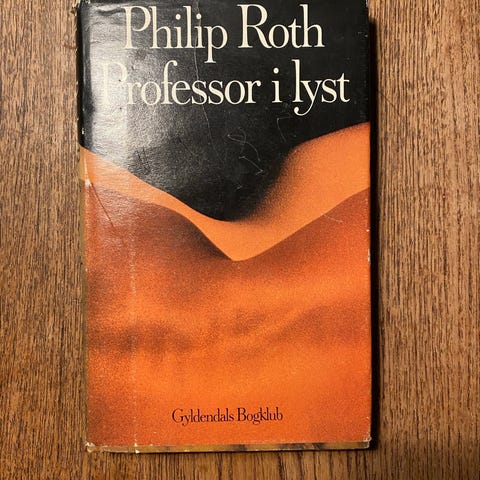 Philip Roth
Professor i lyst
Gyldendals Bogklub